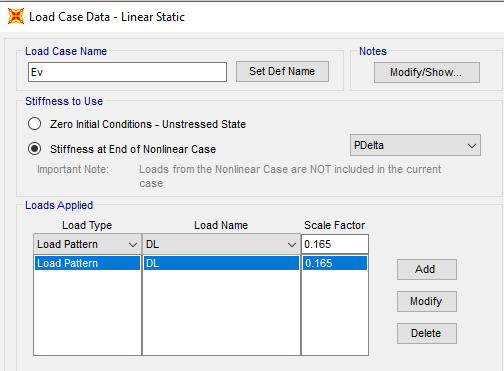 Load Case Data - Linear Static
Load Case Name
Notes
Ev
Set Def Name
Modify/Show...
Stiffness to Use
Zero Initial Conditions - Unstressed State
Stiffness at End of Nonlinear Case
PDelta
Important Note: Loads from the Nonlinear Case are NOT included in the current
case
Loads Applied
Load Type Load Name Scale Factor
Load Pattern DL 0.165
Load Pattern DL 0.165
Add
Modify
Delete